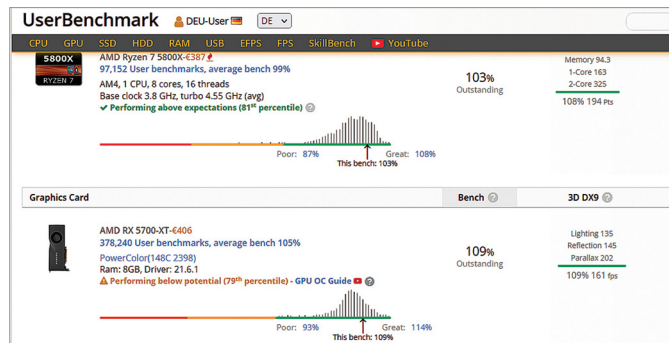 UserBenchmark DEU-User DE
CPU GPU SSD HDD RAM USB EFPS FPS SkillBench YouTube
5800X
RYZEN 7
AMD Ryzen 7 5800X-€387
97,152 User benchmarks, average bench 99%
AM4, 1 CPU, 8 cores, 16 threads
Base clock 3.8 GHz, turbo 4.55 GHz (avg)
Performing above expectations (81st percentile)
Poor: 87% Great: 108%
This bench: 103%
103%
Outstanding
Memory 94.3
1-Core 163
2-Core 325
108% 194 Pts
Graphics Card Bench 3D DX9
AMD RX 5700-XT-€406
378,240 User benchmarks, average bench 105%
PowerColor(148C 2398)
Ram: 8GB, Driver: 21.6.1
Performing below potential (79th percentile) - GPU OC Guide
Poor: 93% Great: 114%
This bench: 109%
109%
Outstanding
Lighting 135
Reflection 145
Parallax 202
109% 161 fps